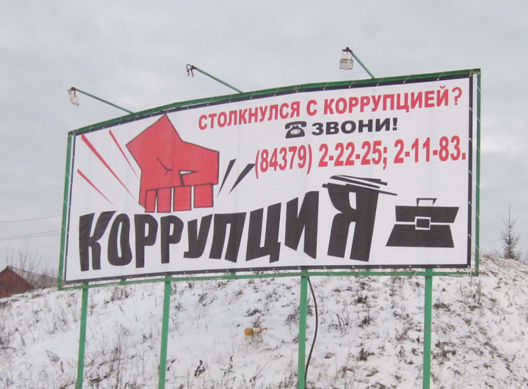 СТОЛКНУЛСЯ С КОРРУПЦИЕЙ?
☎ ЗВОНИ!
(84379) 2-22-25; 2-11-83.
КОРРУПЦИЯ